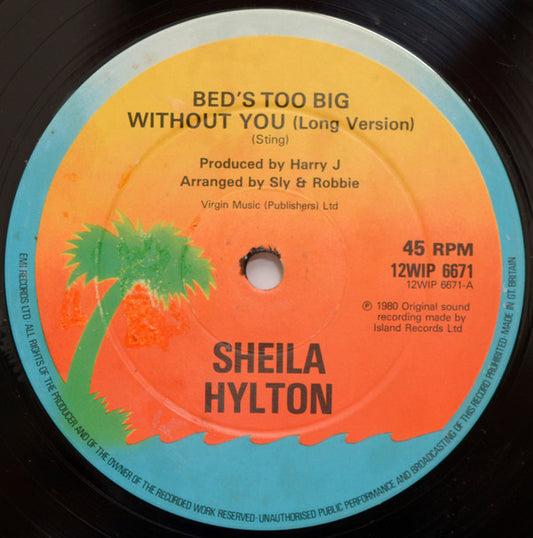 BED'S TOO BIG
WITHOUT YOU (Long Version)
(Sting)
Produced by Harry J
Arranged by Sly & Robbie
Virgin Music (Publishers) Ltd
45 RPM
12WIP 6671
12WIP 6671-A
℗ 1980 Original sound
recording made by
Island Records Ltd
SHEILA
HYLTON
EMI RECORDS LTD. ALL RIGHTS OF THE PRODUCER AND OF THE OWNER OF THE RECORDED WORK RESERVED·UNAUTHORISED PUBLIC PERFORMANCE AND BROADCASTING OF THIS RECORD PROHIBITED·MADE IN GT. BRITAIN